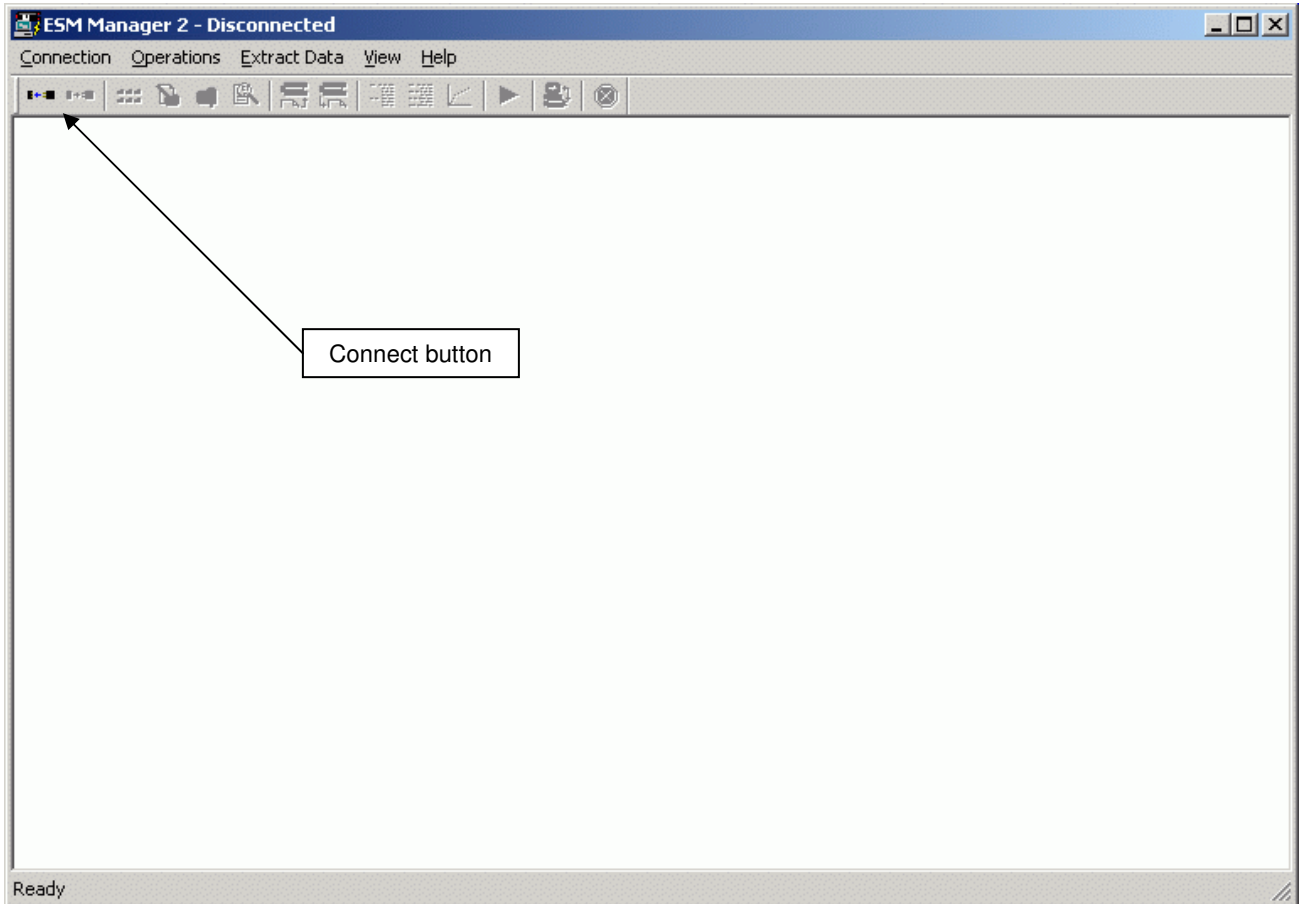 ESM Manager 2 - Disconnected
Connection Operations Extract Data View Help
Connect button
Ready